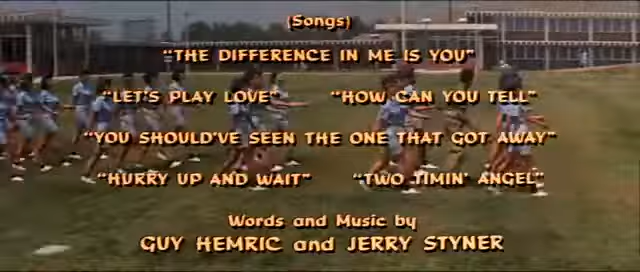 (Songs)
"THE DIFFERENCE IN ME IS YOU"
"LET'S PLAY LOVE" "HOW CAN YOU TELL"
"YOU SHOULD'VE SEEN THE ONE THAT GOT AWAY"
"HURRY UP AND WAIT" "TWO TIMIN' ANGEL"
Words and Music by
GUY HEMRIC and JERRY STYNER